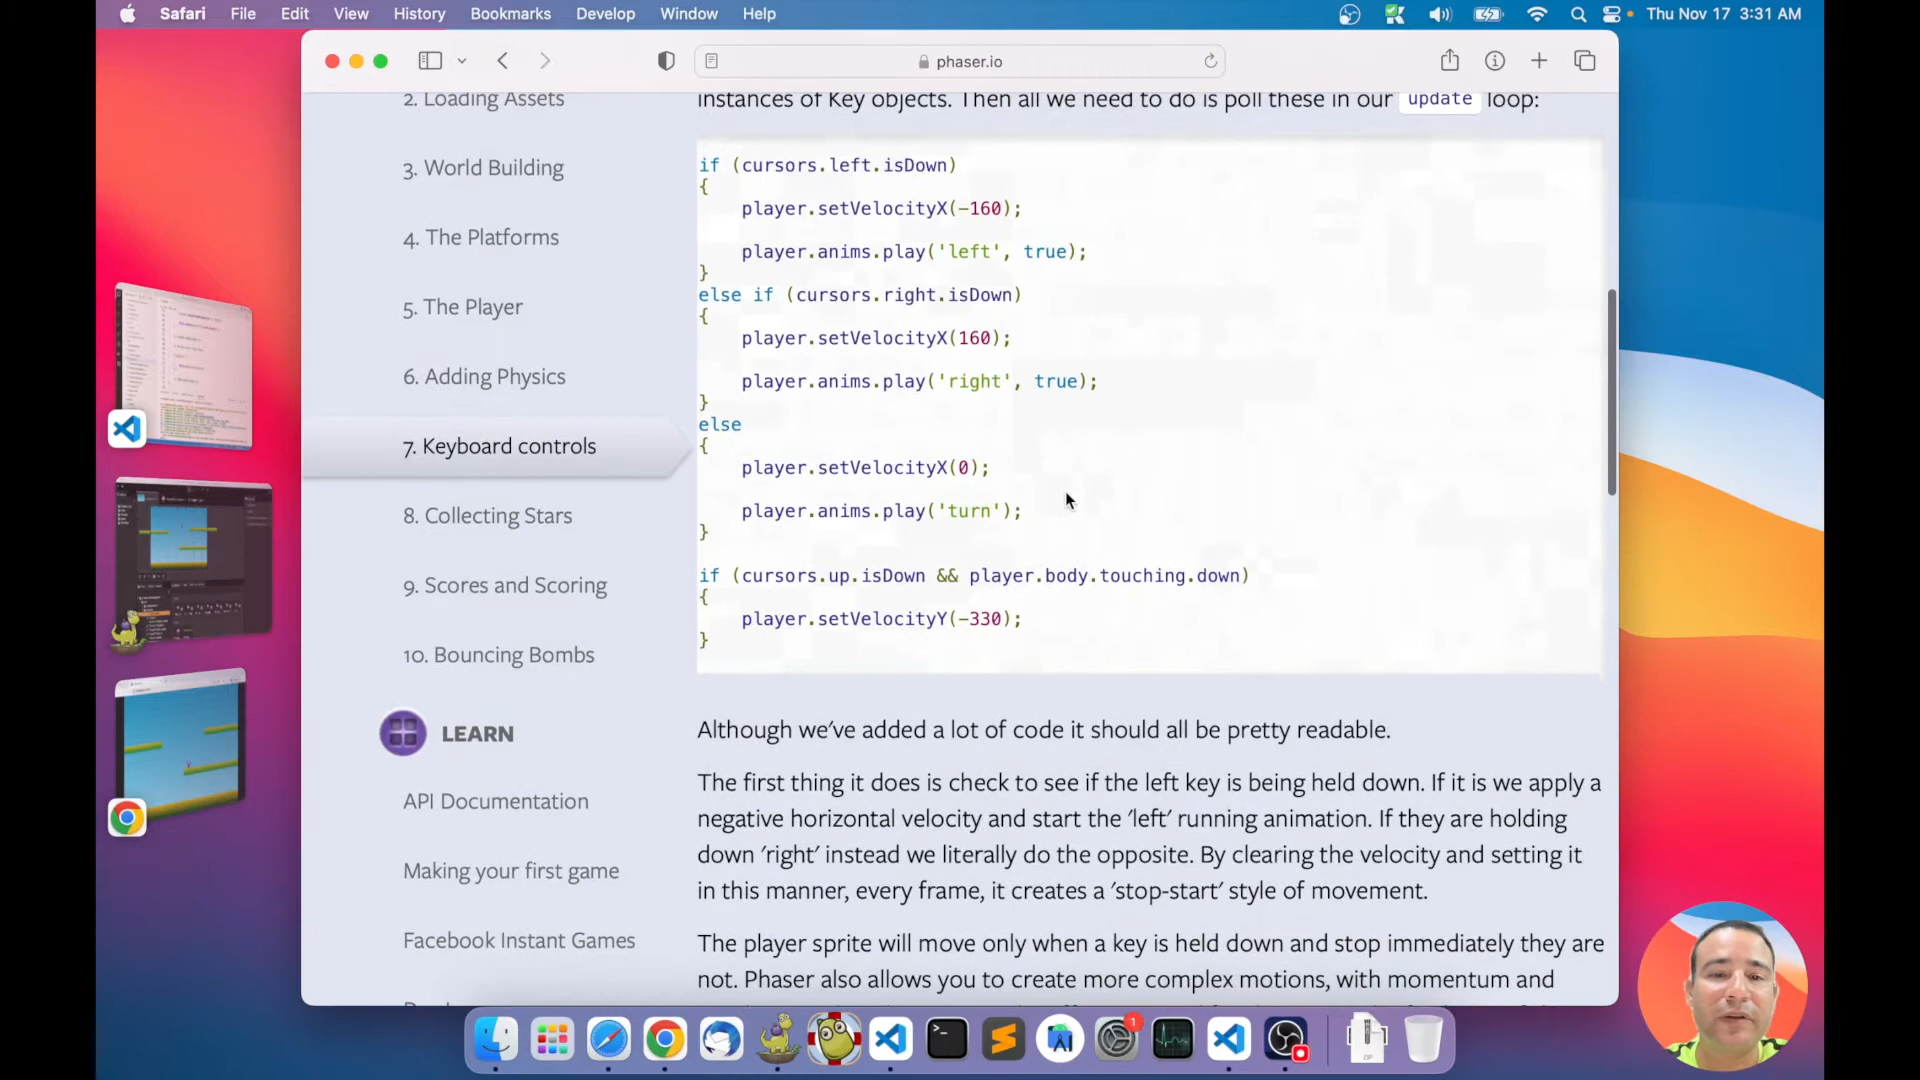 Safari File Edit View History Bookmarks Develop Window Help
1 Thu Nov 17 3:31 AM
phaser.io
2. Loading Assets
3. World Building
4. The Platforms
5. The Player
6. Adding Physics
7. Keyboard controls
8. Collecting Stars
9. Scores and Scoring
10. Bouncing Bombs
LEARN
API Documentation
Making your first game
Facebook Instant Games
instances of Key objects. Then all we need to do is poll these in our update loop:
if (cursors.left.isDown)
{
player.setVelocityX(-160);
player.anims.play('left', true);
}
else if (cursors.right.isDown)
{
player.setVelocityX(160);
player.anims.play('right', true);
}
else
{
player.setVelocityX(0);
player.anims.play('turn');
}
if (cursors.up.isDown && player.body.touching.down)
{
player.setVelocityY(-330);
}
Although we've added a lot of code it should all be pretty readable.
The first thing it does is check to see if the left key is being held down. If it is we apply a
negative horizontal velocity and start the 'left' running animation. If they are holding
down 'right' instead we literally do the opposite. By clearing the velocity and setting it
in this manner, every frame, it creates a 'stop-start' style of movement.
The player sprite will move only when a key is held down and stop immediately they are
not. Phaser also allows you to create more complex motions, with momentum and